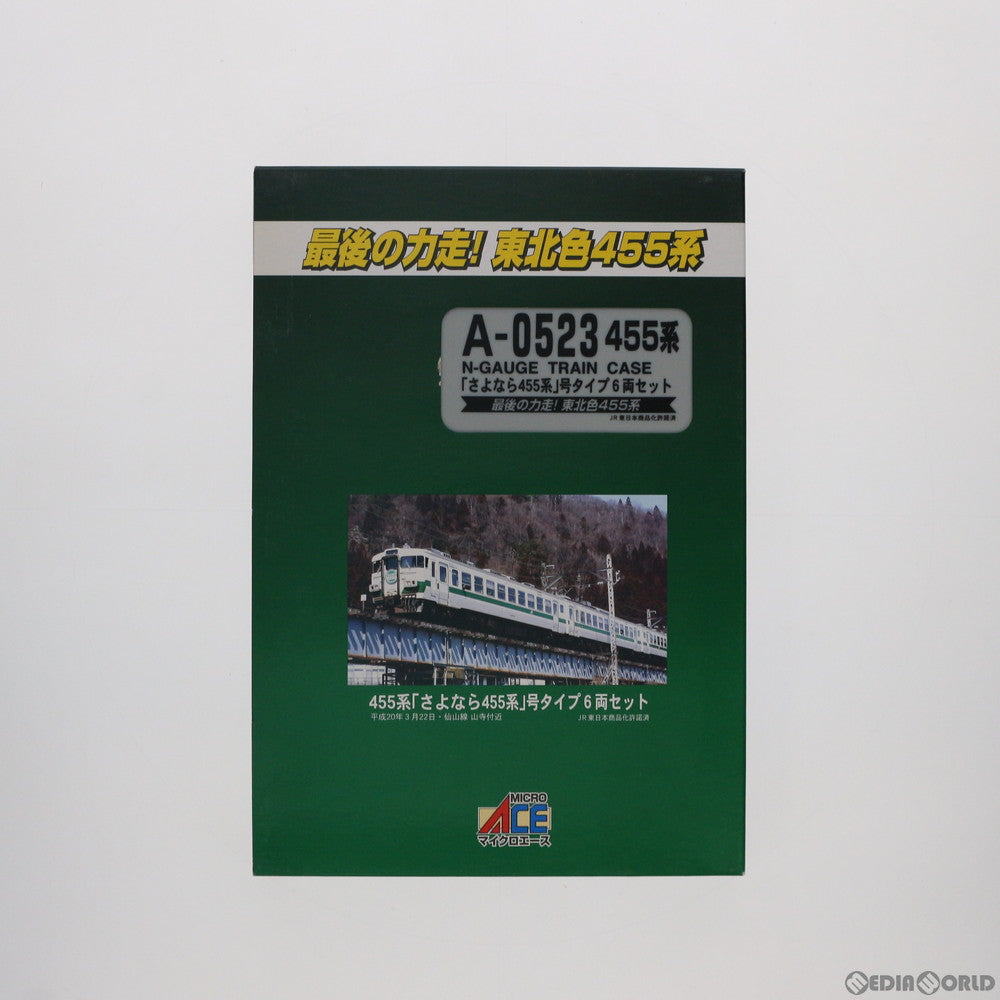 最後の力走! 東北色455系
A-0523 455系
N-GAUGE TRAIN CASE
「さよなら455系」号タイプ6両セット
最後の力走! 東北色455系
JR東日本商品化許諾済
455系「さよなら455系」号タイプ6両セット
平成20年3月22日・仙山線 山寺付近 JR東日本商品化許諾済
MICRO
ACE
マイクロエース
MEDIAWORLD